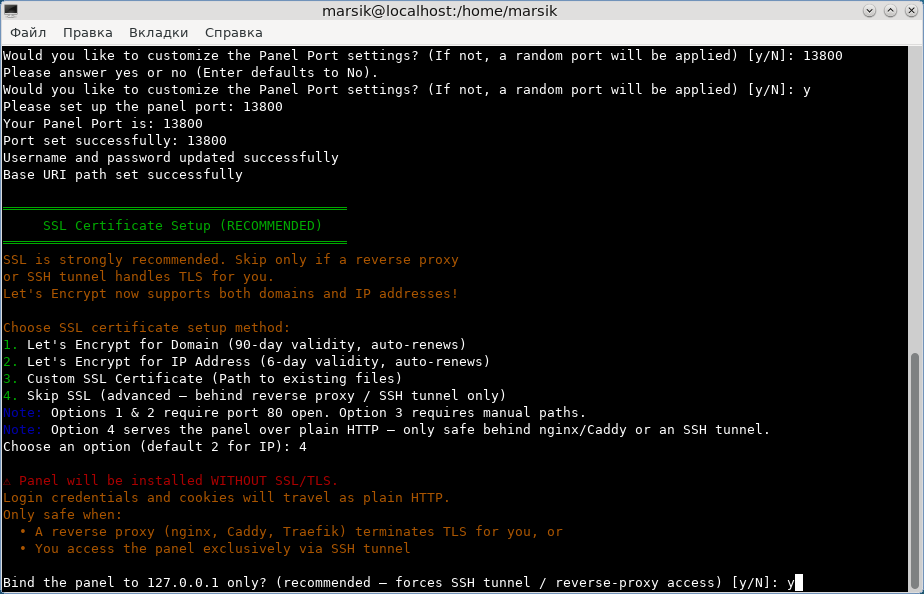 marsik@localhost:/home/marsik
Файл Правка Вкладки Справка
Would you like to customize the Panel Port settings? (If not, a random port will be applied) [y/N]: 13800
Please answer yes or no (Enter defaults to No).
Would you like to customize the Panel Port settings? (If not, a random port will be applied) [y/N]: y
Please set up the panel port: 13800
Your Panel Port is: 13800
Port set successfully: 13800
Username and password updated successfully
Base URI path set successfully
SSL Certificate Setup (RECOMMENDED)
SSL is strongly recommended. Skip only if a reverse proxy
or SSH tunnel handles TLS for you.
Let's Encrypt now supports both domains and IP addresses!
Choose SSL certificate setup method:
1. Let's Encrypt for Domain (90-day validity, auto-renews)
2. Let's Encrypt for IP Address (6-day validity, auto-renews)
3. Custom SSL Certificate (Path to existing files)
4. Skip SSL (advanced — behind reverse proxy / SSH tunnel only)
Note: Options 1 & 2 require port 80 open. Option 3 requires manual paths.
Note: Option 4 serves the panel over plain HTTP — only safe behind nginx/Caddy or an SSH tunnel.
Choose an option (default 2 for IP): 4
⚠ Panel will be installed WITHOUT SSL/TLS.
Login credentials and cookies will travel as plain HTTP.
Only safe when:
• A reverse proxy (nginx, Caddy, Traefik) terminates TLS for you, or
• You access the panel exclusively via SSH tunnel
Bind the panel to 127.0.0.1 only? (recommended — forces SSH tunnel / reverse-proxy access) [y/N]: y